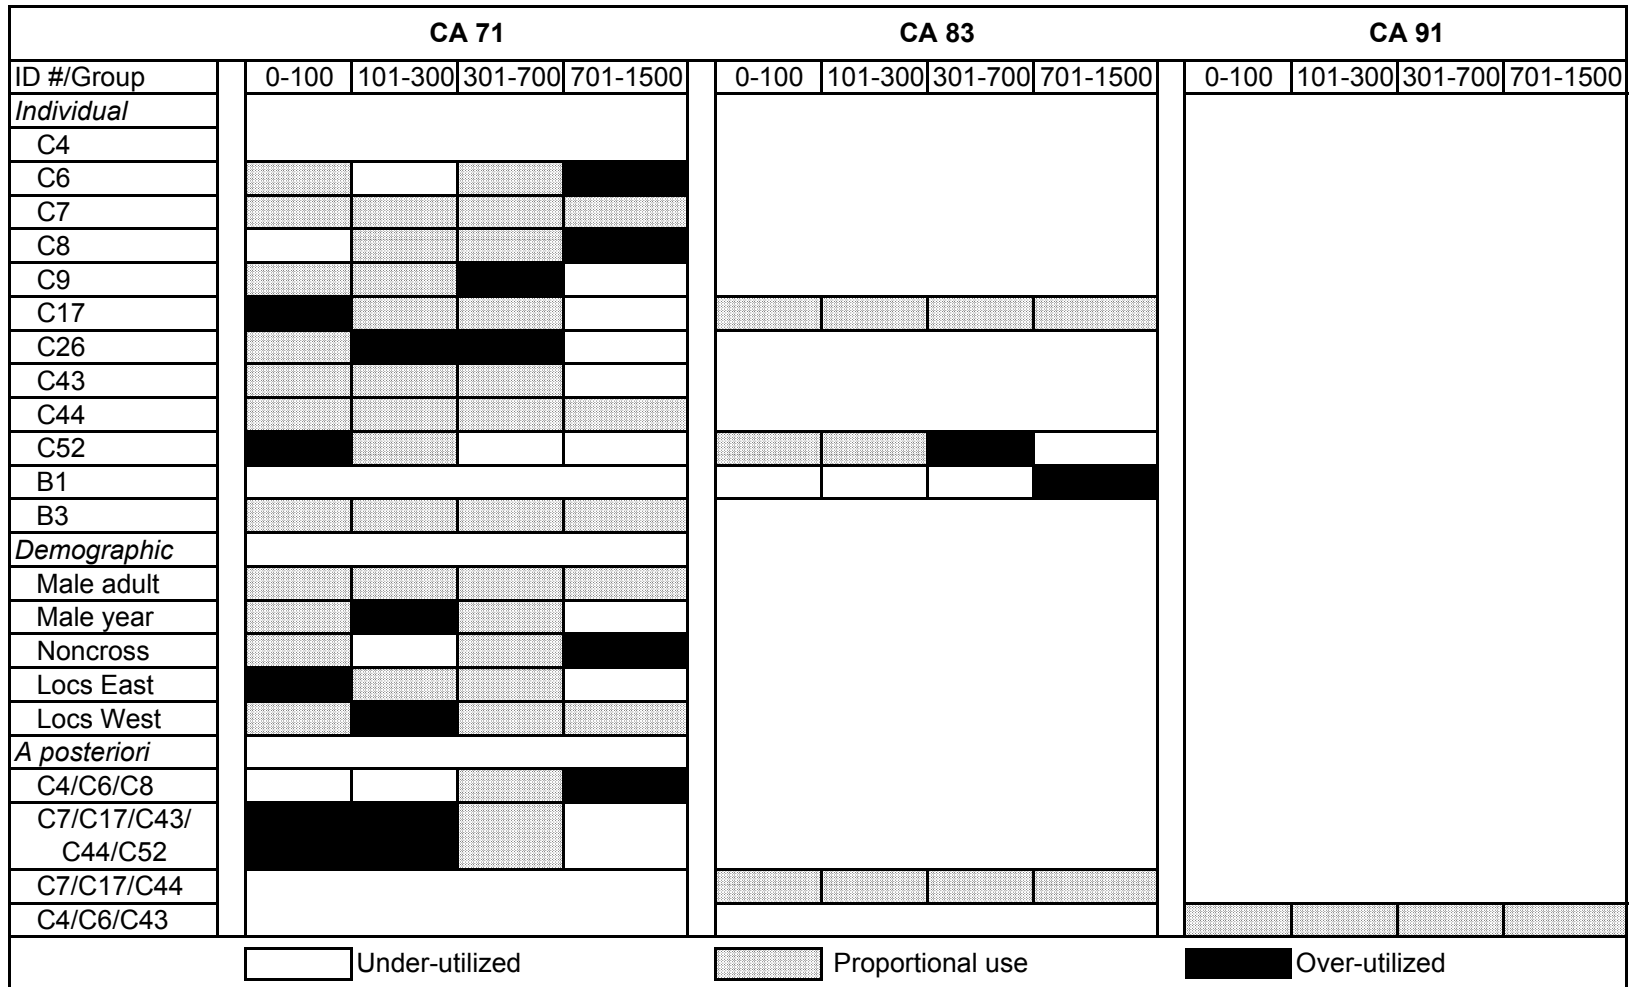 CA 71 CA 83 CA 91
ID #/Group 0-100 101-300 301-700 701-1500 0-100 101-300 301-700 701-1500 0-100 101-300 301-700 701-1500
Individual
C4
C6
C7
C8
C9
C17
C26
C43
C44
C52
B1
B3
Demographic
Male adult
Male year
Noncross
Locs East
Locs West
A posteriori
C4/C6/C8
C7/C17/C43/
C44/C52
C7/C17/C44
C4/C6/C43
Under-utilized Proportional use Over-utilized